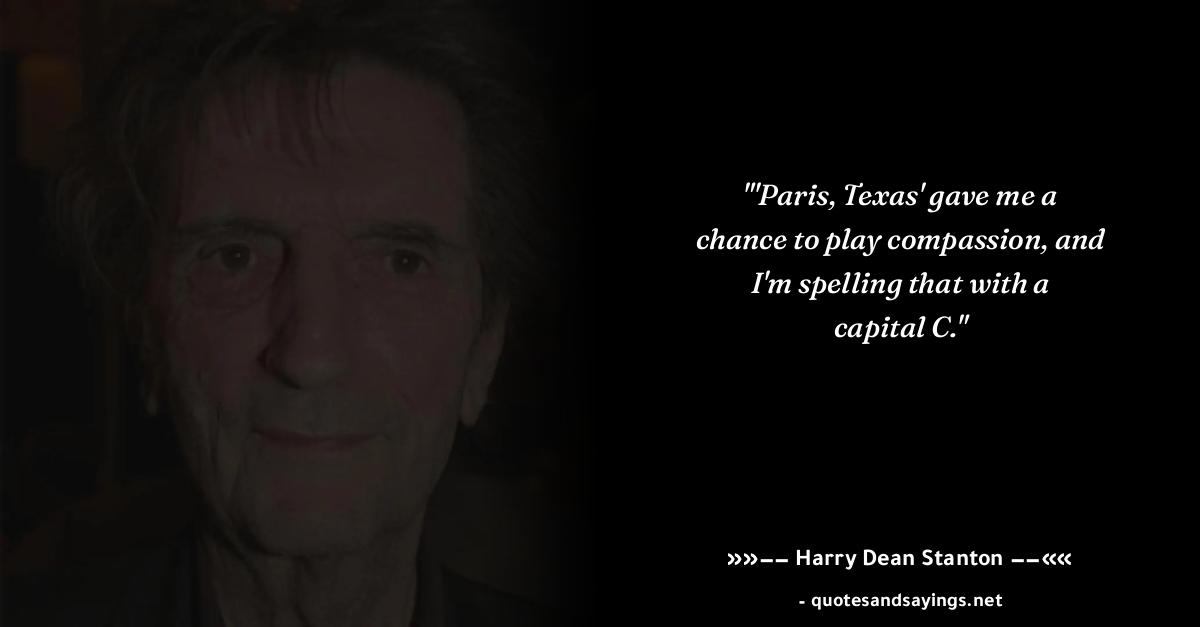 "'Paris, Texas' gave me a
chance to play compassion, and
I'm spelling that with a
capital C."
»»−− Harry Dean Stanton −−««
- quotesandsayings.net